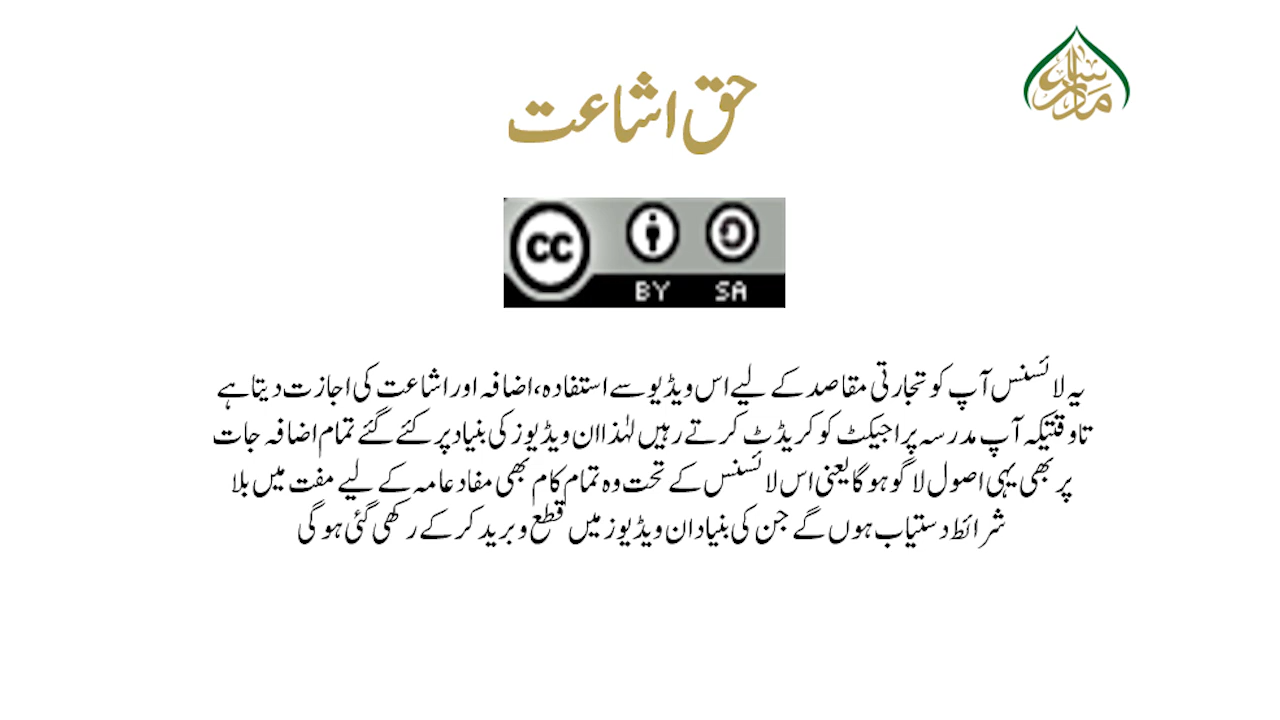 حق اشاعت
cc
BY SA
یہ لائسنس آپ کو تجارتی مقاصد کے لیے اس ویڈیو سے استفادہ، اضافہ اور اشاعت کی اجازت دیتا ہے
تاوقتیکہ آپ مدرسہ پراجیکٹ کو کریڈٹ کرتے رہیں لہٰذا ان ویڈیوز کی بنیاد پر کئے گئے تمام اضافہ جات
پر بھی یہی اصول لاگو ہوگا یعنی اس لائسنس کے تحت وہ تمام کام بھی مفاد عامہ کے لیے مفت میں بلا
شرائط دستیاب ہوں گے جن کی بنیاد ان ویڈیوز میں قطع و برید کر کے رکھی گئی ہوگی